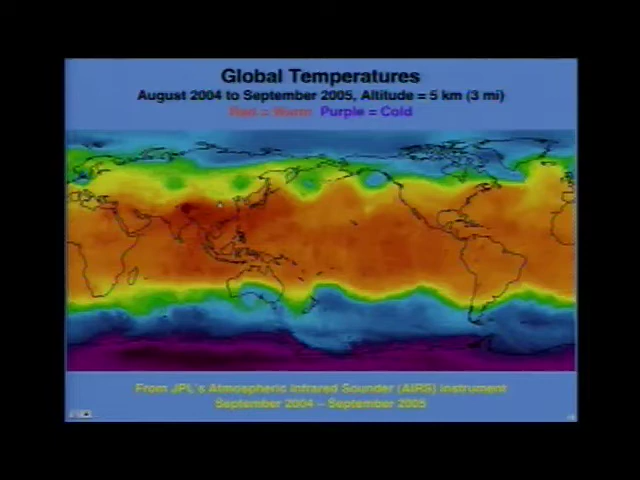 Global Temperatures
August 2004 to September 2005, Altitude = 5 km (3 mi)
Red = Warm Purple = Cold
From JPL's Atmospheric Infrared Sounder (AIRS) instrument
September 2004 – September 2005